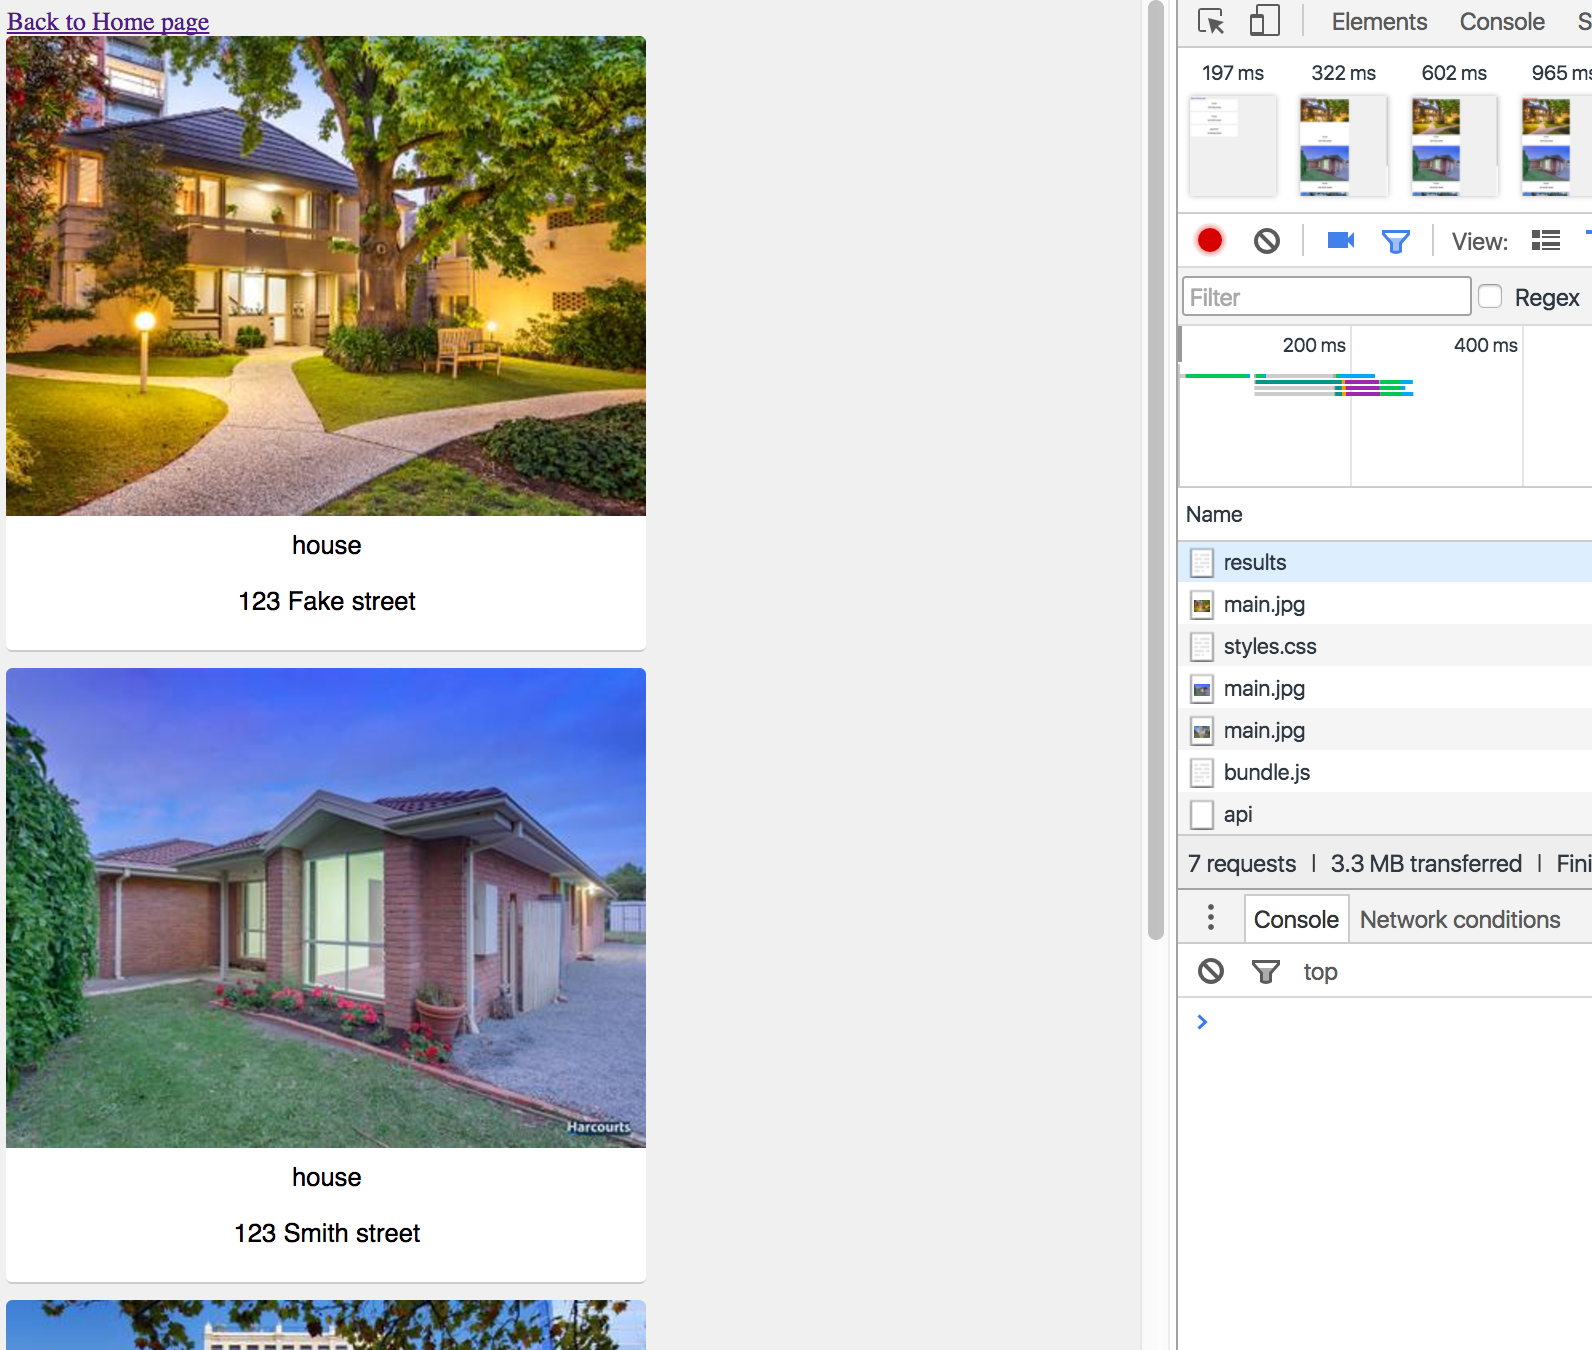 Back to Home page
house
123 Fake street
Harcourts
house
123 Smith street
Elements Console S
197 ms 322 ms 602 ms 965 ms
View:
Filter Regex
200 ms 400 ms
Name
results
main.jpg
styles.css
main.jpg
main.jpg
bundle.js
api
7 requests | 3.3 MB transferred | Fini
Console Network conditions
top